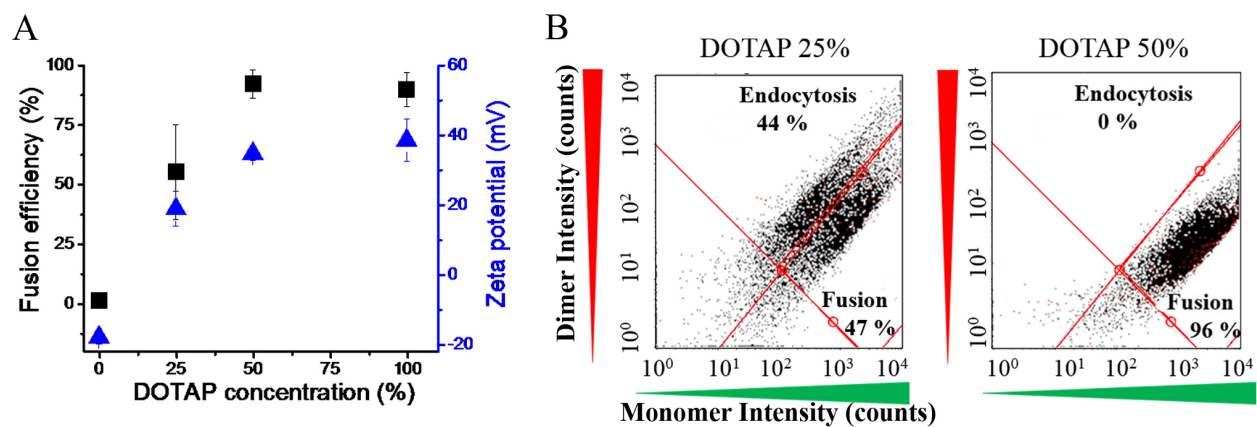 A
Fusion efficiency (%)
100
75
50
25
0
60
40
20
0
-20
Zeta potential (mV)
0
25
50
75
100
DOTAP concentration (%)
B
DOTAP 25%
DOTAP 50%
Dimer Intensity (counts)
10⁴
10³
10²
10¹
10⁰
Endocytosis
44 %
Fusion
47 %
10⁰ 10¹ 10² 10³ 10⁴
10⁴
10³
10²
10¹
10⁰
Endocytosis
0 %
Fusion
96 %
10⁰ 10¹ 10² 10³ 10⁴
Monomer Intensity (counts)